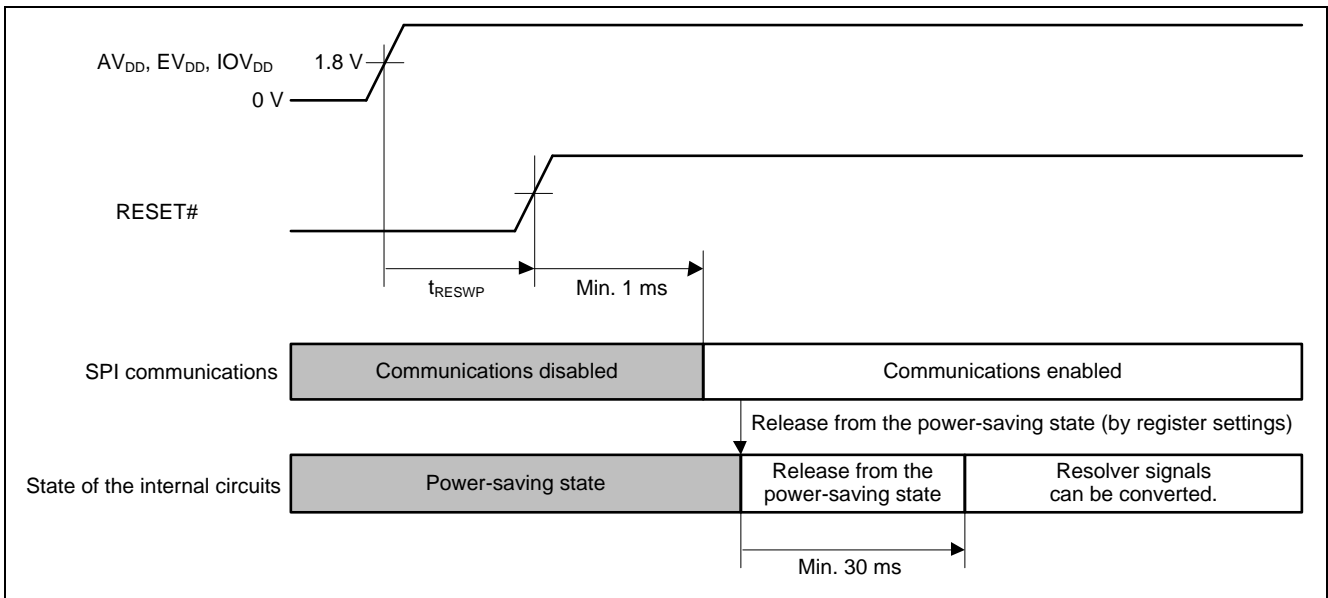 AVDD, EVDD, IOVDD 1.8 V
0 V
RESET#
tRESWP Min. 1 ms
SPI communications Communications disabled Communications enabled
Release from the power-saving state (by register settings)
State of the internal circuits Power-saving state Release from the
power-saving state Resolver signals
can be converted.
Min. 30 ms